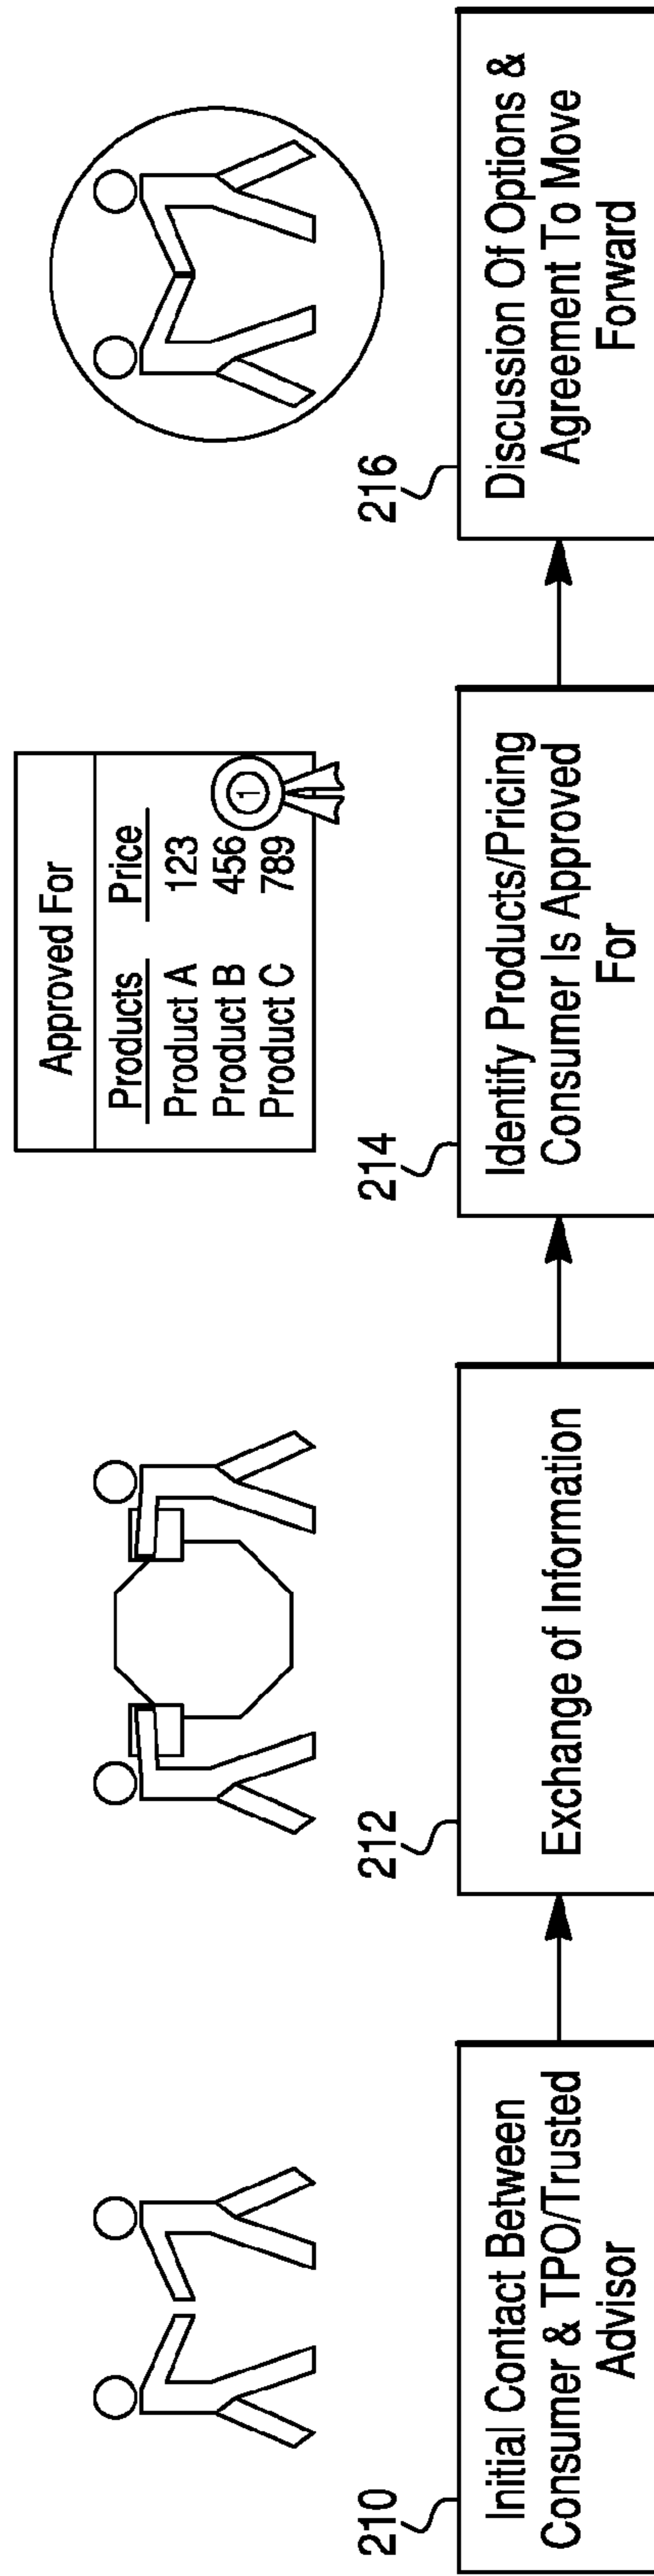 Approved For
Products Price
Product A 123
Product B 456
Product C 789
1
210
Initial Contact Between
Consumer & TPO/Trusted
Advisor
212
Exchange of Information
214
Identify Products/Pricing
Consumer Is Approved
For
216
Discussion Of Options &
Agreement To Move
Forward